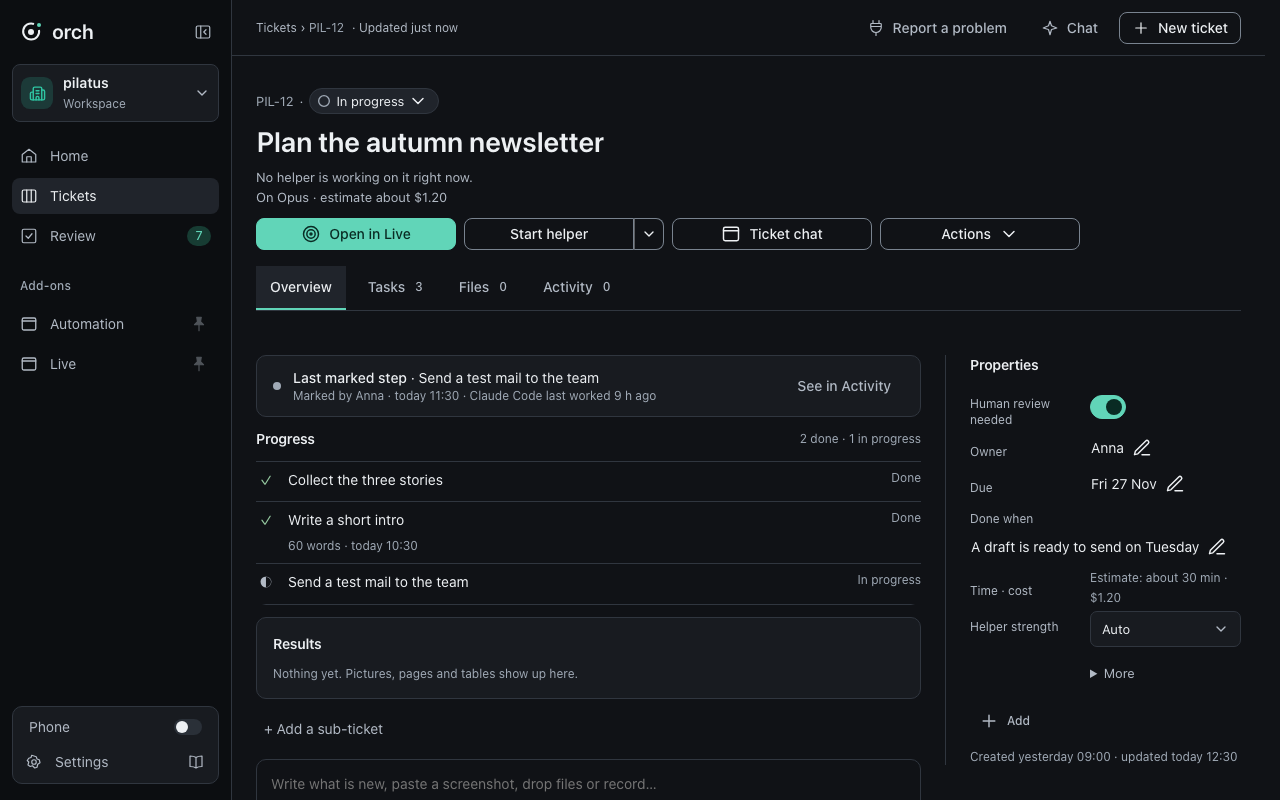 orch
pilatus
Workspace
Home
Tickets
Review 7
Add-ons
Automation
Live
Phone
Settings
Tickets › PIL-12 · Updated just now
Report a problem
Chat
New ticket
PIL-12 · In progress
Plan the autumn newsletter
No helper is working on it right now.
On Opus · estimate about $1.20
Open in Live
Start helper
Ticket chat
Actions
Overview
Tasks 3
Files 0
Activity 0
Last marked step · Send a test mail to the team
Marked by Anna · today 11:30 · Claude Code last worked 9 h ago
See in Activity
Progress
2 done · 1 in progress
Collect the three stories
Done
Write a short intro
Done
60 words · today 10:30
Send a test mail to the team
In progress
Results
Nothing yet. Pictures, pages and tables show up here.
+ Add a sub-ticket
Write what is new, paste a screenshot, drop files or record...
Properties
Human review
needed
Owner
Anna
Due
Fri 27 Nov
Done when
A draft is ready to send on Tuesday
Time · cost
Estimate: about 30 min ·
$1.20
Helper strength
Auto
More
Add
Created yesterday 09:00 · updated today 12:30